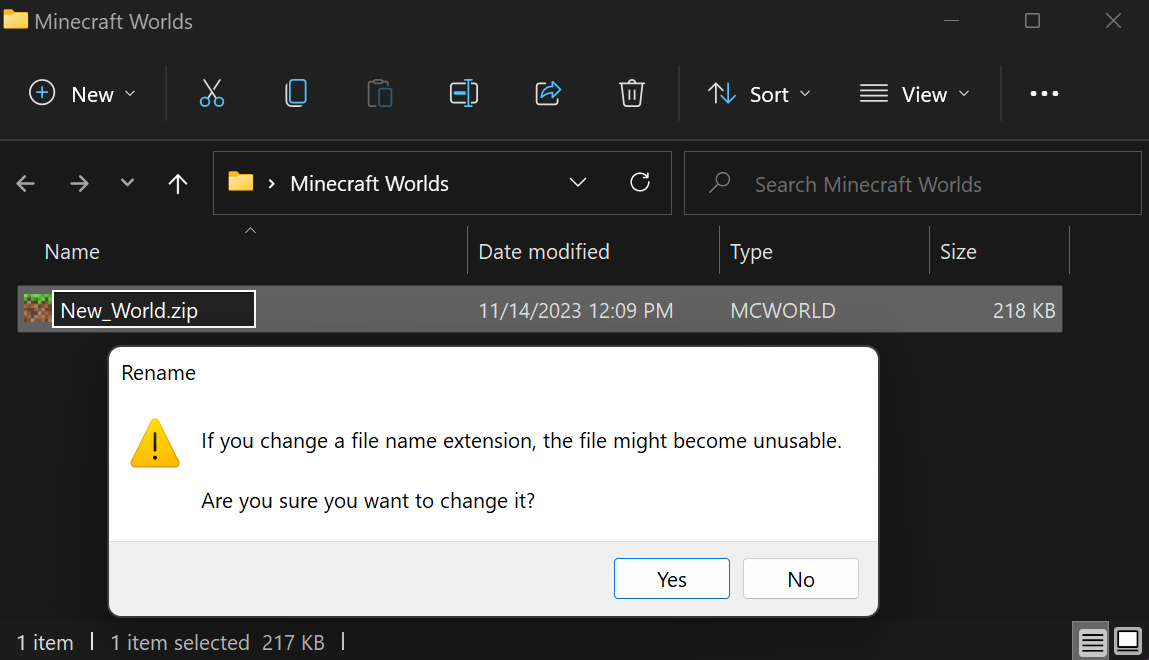 Minecraft Worlds
New Sort View
Minecraft Worlds Search Minecraft Worlds
Name Date modified Type Size
New_World.zip 11/14/2023 12:09 PM MCWORLD 218 KB
Rename
If you change a file name extension, the file might become unusable.
Are you sure you want to change it?
Yes No
1 item 1 item selected 217 KB